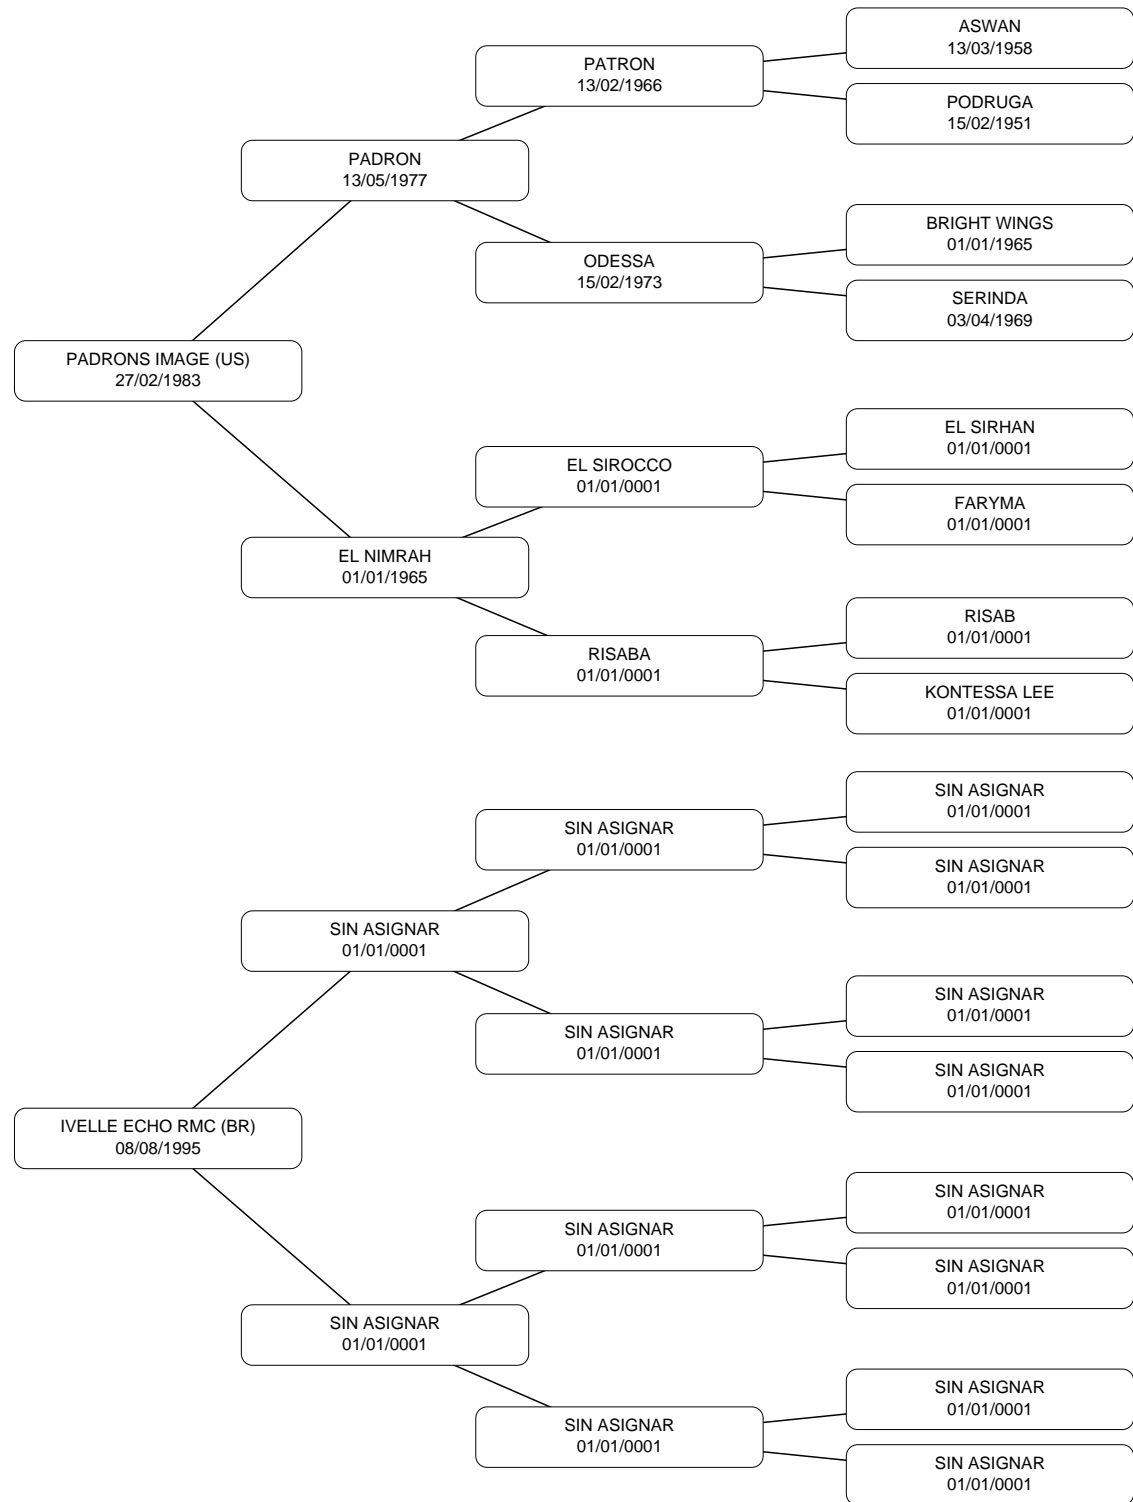 ASWAN
13/03/1958
PATRON
13/02/1966
PODRUGA
15/02/1951
PADRON
13/05/1977
BRIGHT WINGS
01/01/1965
ODESSA
15/02/1973
SERINDA
03/04/1969
PADRONS IMAGE (US)
27/02/1983
EL SIRHAN
01/01/0001
EL SIROCCO
01/01/0001
FARYMA
01/01/0001
EL NIMRAH
01/01/1965
RISAB
01/01/0001
RISABA
01/01/0001
KONTESSA LEE
01/01/0001
SIN ASIGNAR
01/01/0001
SIN ASIGNAR
01/01/0001
SIN ASIGNAR
01/01/0001
SIN ASIGNAR
01/01/0001
SIN ASIGNAR
01/01/0001
SIN ASIGNAR
01/01/0001
SIN ASIGNAR
01/01/0001
IVELLE ECHO RMC (BR)
08/08/1995
SIN ASIGNAR
01/01/0001
SIN ASIGNAR
01/01/0001
SIN ASIGNAR
01/01/0001
SIN ASIGNAR
01/01/0001
SIN ASIGNAR
01/01/0001
SIN ASIGNAR
01/01/0001
SIN ASIGNAR
01/01/0001